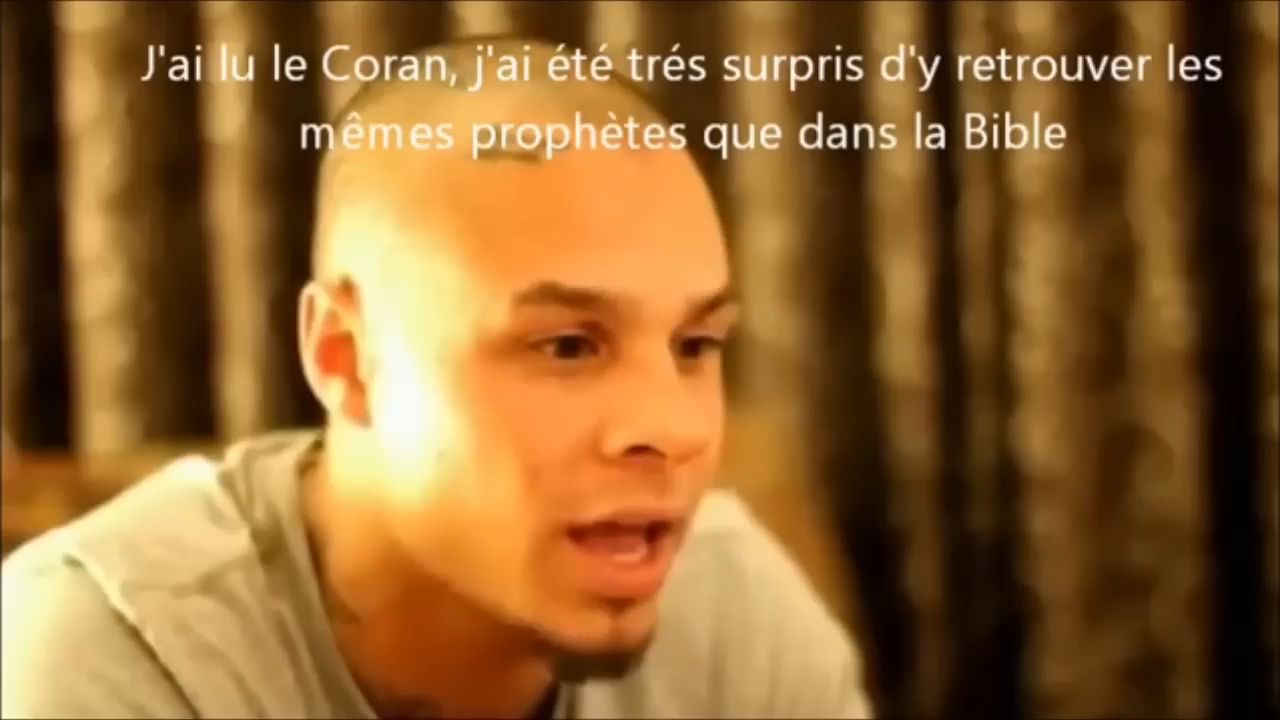 J'ai lu le Coran, j'ai été trés surpris d'y retrouver les
mêmes prophètes que dans la Bible